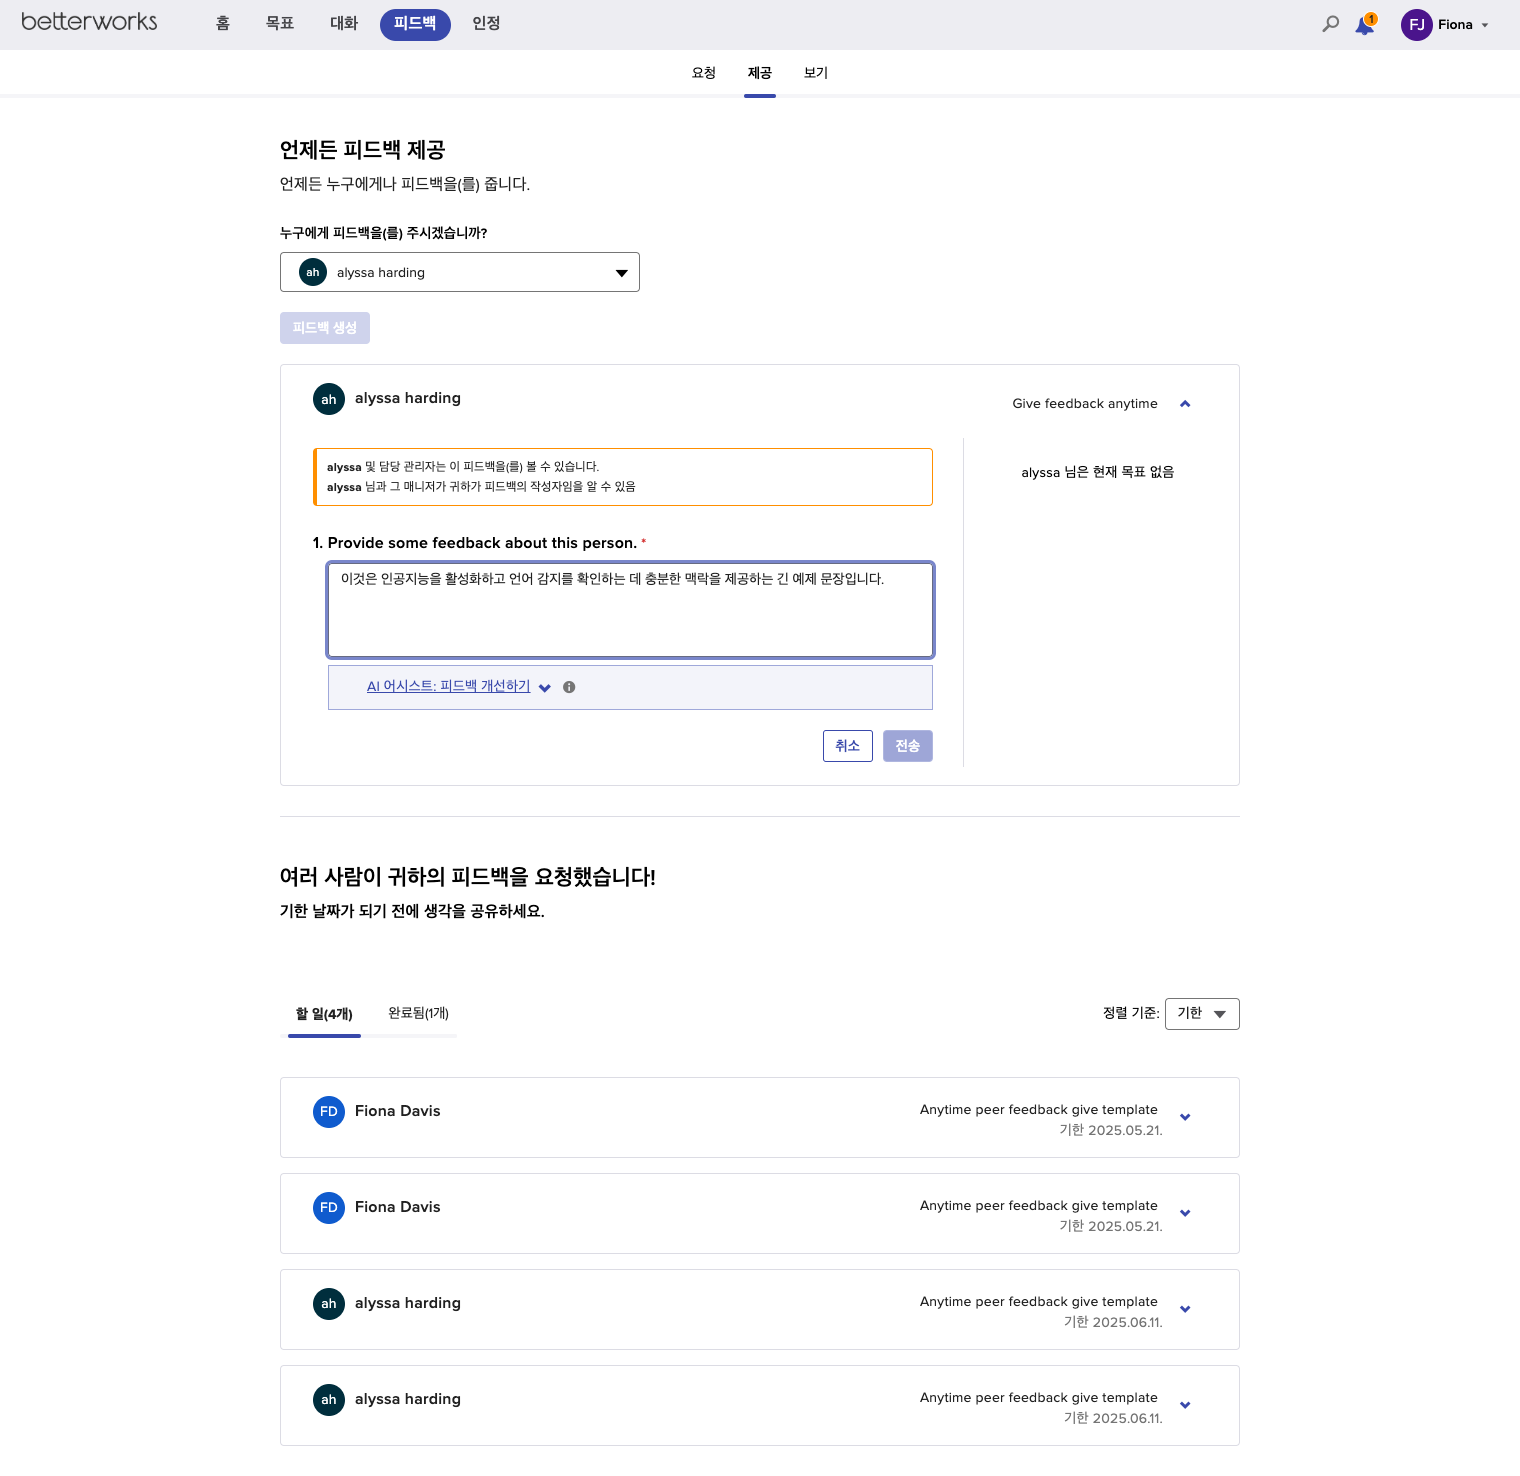 betterworks
홈 목표 대화 피드백 인정
1 FJ Fiona
요청 제공 보기
언제든 피드백 제공
언제든 누구에게나 피드백을(를) 줍니다.
누구에게 피드백을(를) 주시겠습니까?
ah alyssa harding
피드백 생성
ah alyssa harding
Give feedback anytime
alyssa 및 담당 관리자는 이 피드백을(를) 볼 수 있습니다.
alyssa 님과 그 매니저가 귀하가 피드백의 작성자임을 알 수 있음
alyssa 님은 현재 목표 없음
1. Provide some feedback about this person. *
이것은 인공지능을 활성화하고 언어 감지를 확인하는 데 충분한 맥락을 제공하는 긴 예제 문장입니다.
AI 어시스트: 피드백 개선하기
취소 전송
여러 사람이 귀하의 피드백을 요청했습니다!
기한 날짜가 되기 전에 생각을 공유하세요.
할 일(4개) 완료됨(1개)
정렬 기준: 기한
FD Fiona Davis
Anytime peer feedback give template
기한 2025.05.21.
FD Fiona Davis
Anytime peer feedback give template
기한 2025.05.21.
ah alyssa harding
Anytime peer feedback give template
기한 2025.06.11.
ah alyssa harding
Anytime peer feedback give template
기한 2025.06.11.